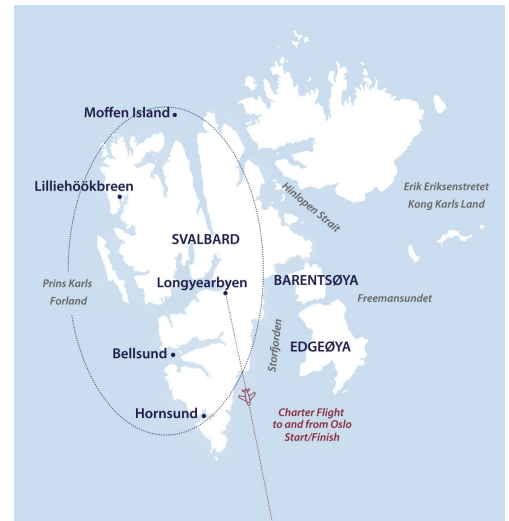 Moffen Island
Lilliehöökbreen
Hinlopen Strait
Erik Eriksenstretet
Kong Karls Land
SVALBARD
Prins Karls
Forland
Longyearbyen
BARENTSØYA
Freemansundet
Storfjorden
EDGEØYA
Bellsund
Hornsund
Charter Flight
to and from Oslo
Start/Finish